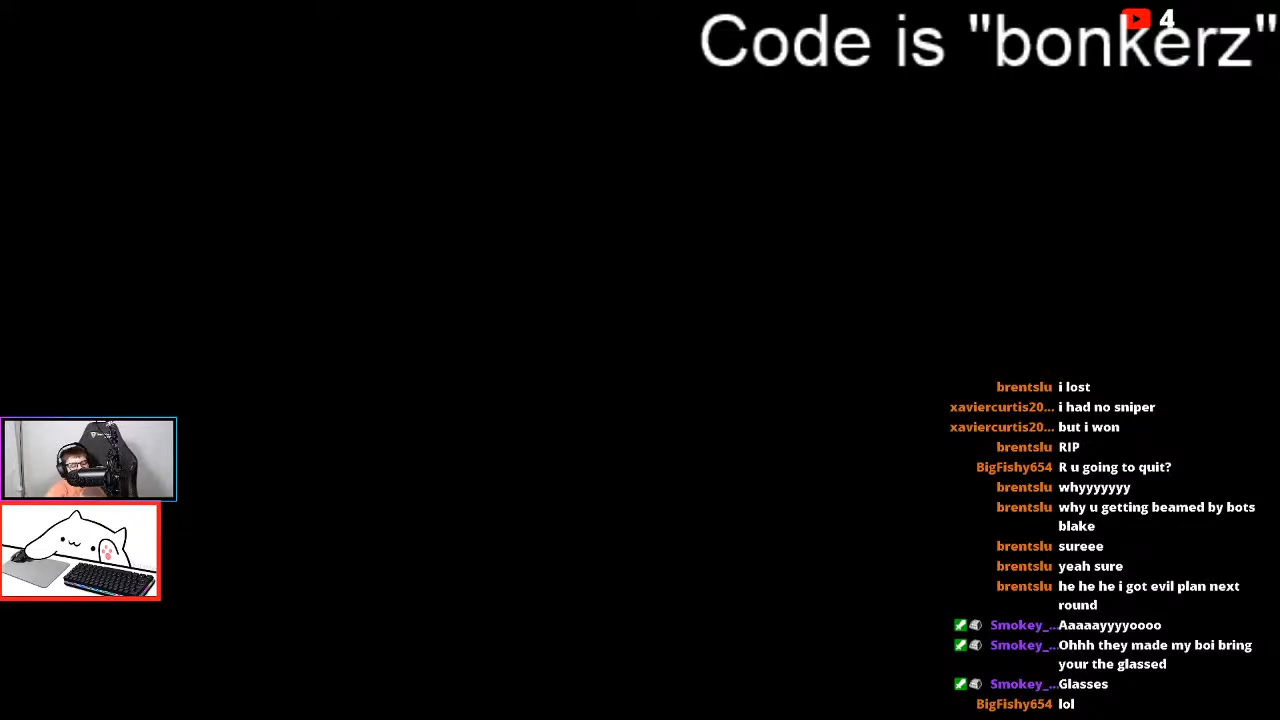 4
Code is "bonkerz"
brentslu i lost
xaviercurtis20... i had no sniper
xaviercurtis20... but i won
brentslu RIP
BigFishy654 R u going to quit?
brentslu whyyyyyyy
brentslu why u getting beamed by bots
blake
brentslu sureee
brentslu yeah sure
brentslu he he he i got evil plan next
round
Smokey_... Aaaaayyyyoooo
Smokey_... Ohhh they made my boi bring
your the glassed
Smokey_... Glasses
BigFishy654 lol